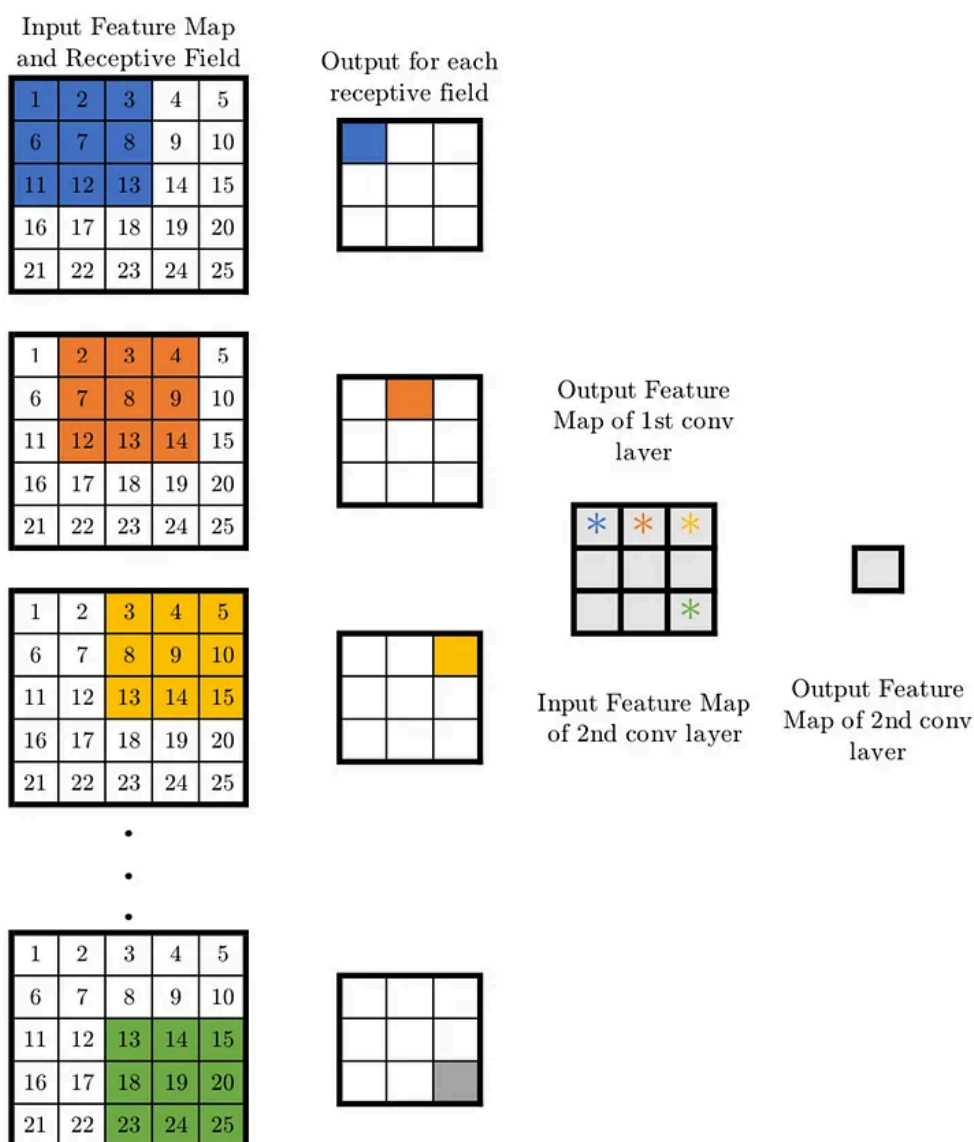 Input Feature Map
and Receptive Field
1 2 3 4 5
6 7 8 9 10
11 12 13 14 15
16 17 18 19 20
21 22 23 24 25
Output for each
receptive field
1 2 3 4 5
6 7 8 9 10
11 12 13 14 15
16 17 18 19 20
21 22 23 24 25
1 2 3 4 5
6 7 8 9 10
11 12 13 14 15
16 17 18 19 20
21 22 23 24 25
.
.
.
1 2 3 4 5
6 7 8 9 10
11 12 13 14 15
16 17 18 19 20
21 22 23 24 25
Output Feature
Map of 1st conv
layer
* * *
*
Input Feature Map
of 2nd conv layer
Output Feature
Map of 2nd conv
layer